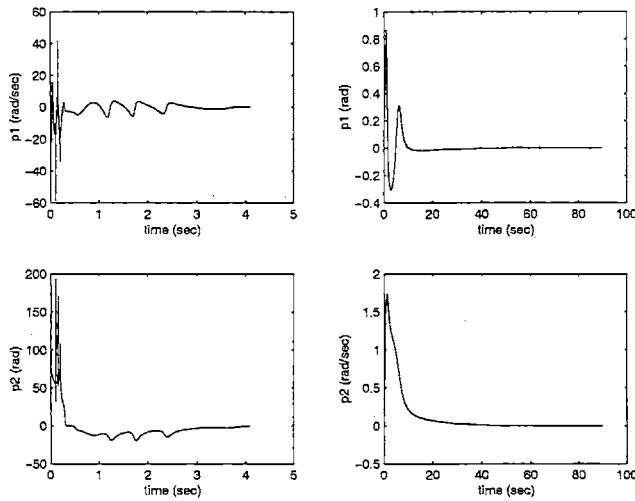 60
40
20
0
-20
-40
-60
p1 (rad/sec)
0 1 2 3 4 5
time (sec)
1
0.8
0.6
0.4
0.2
0
-0.2
-0.4
p1 (rad)
0 20 40 60 80 100
time (sec)
200
150
100
50
0
-50
p2 (rad)
0 1 2 3 4 5
time (sec)
2
1.5
1
0.5
0
-0.5
p2 (rad/sec)
0 20 40 60 80 100
time (sec)